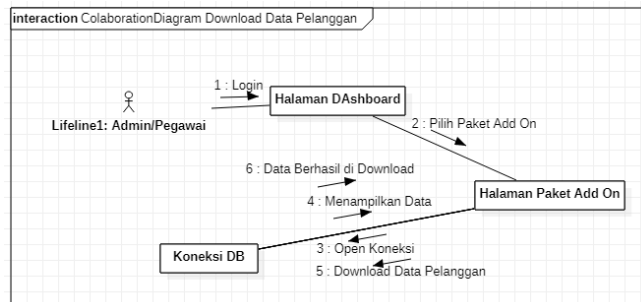 interaction ColaborationDiagram Download Data Pelanggan
1 : Login
Halaman DAshboard
Lifeline1: Admin/Pegawai
2 : Pilih Paket Add On
6 : Data Berhasil di Download
Halaman Paket Add On
4 : Menampilkan Data
3 : Open Koneksi
Koneksi DB
5 : Download Data Pelanggan